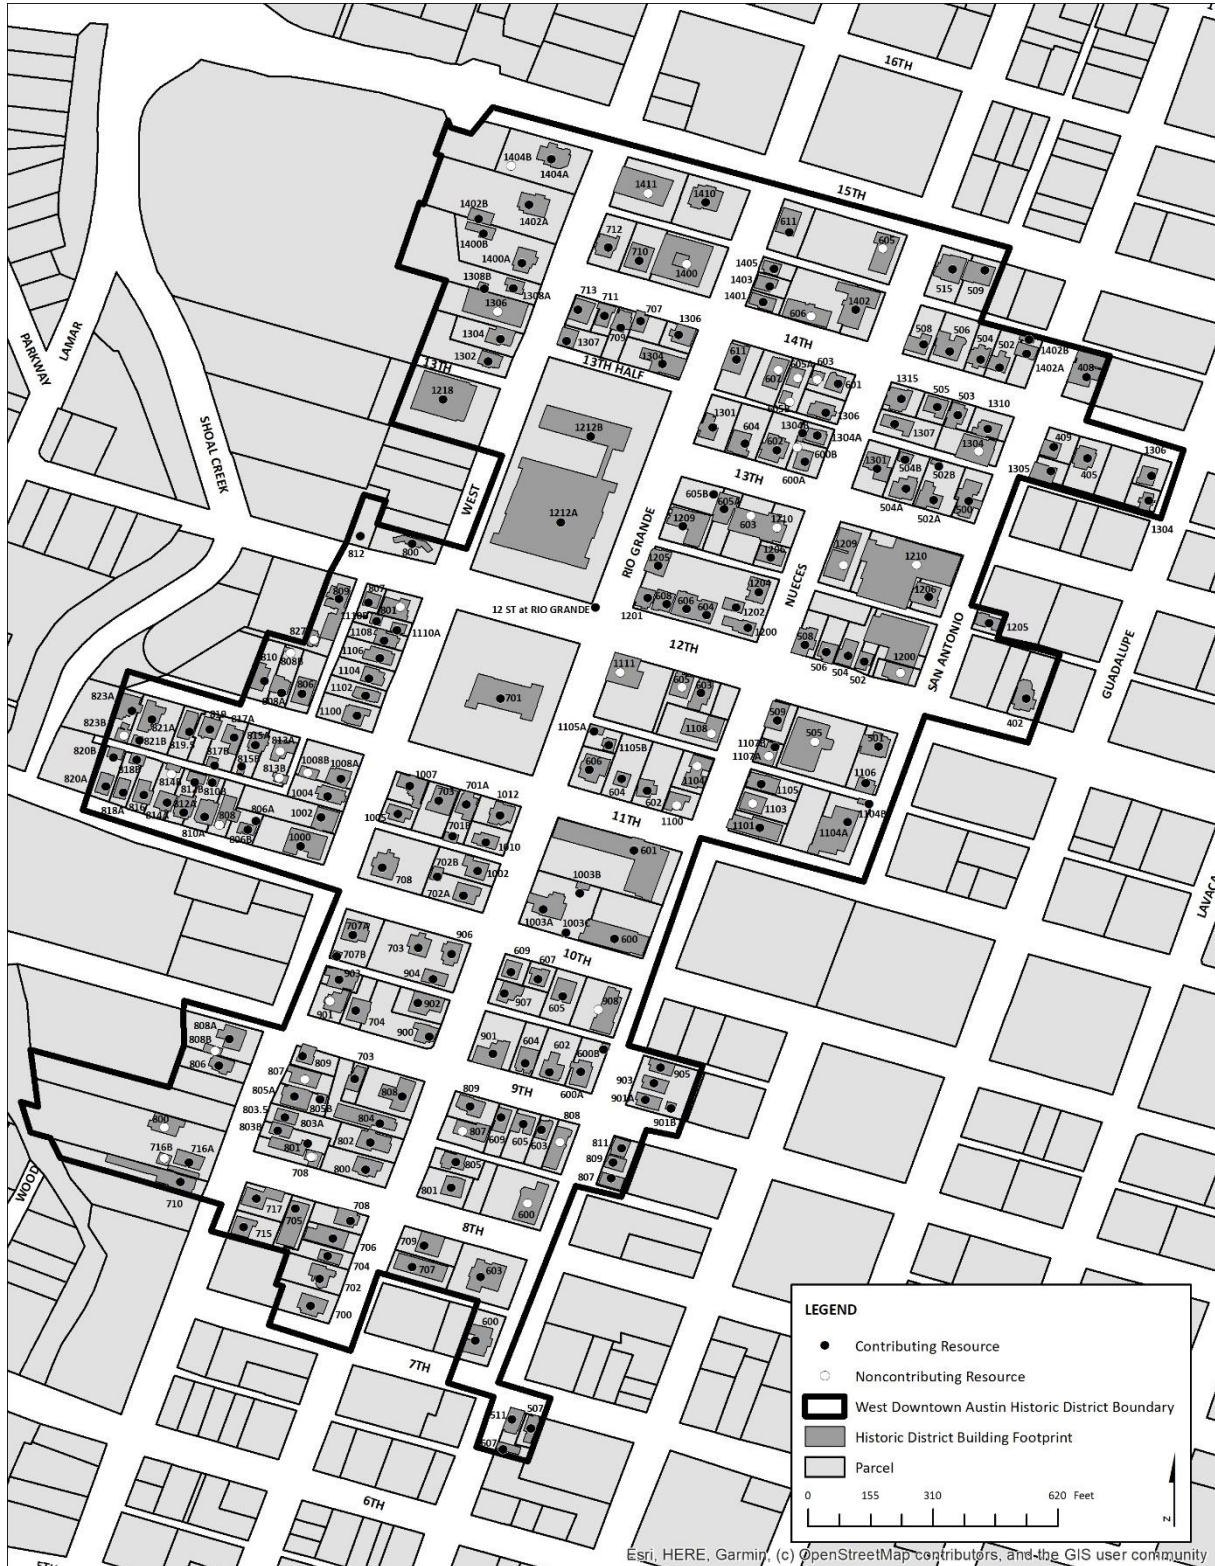 16TH
15TH
1404B
1404A
1411
1410
1402B
1402A
1400B
1400A
611
605
712
710
1400
1405
1403
1401
606
1402
515
509
1308B
1308A
1306
713
711
707
1306
709
1307
1304
1302
1304
13TH
13TH HALF
14TH
508
506
504
502
1402B
1402A
408
PARKWAY
LAMAR
SHOAL CREEK
1218
WEST
1212B
1212A
611
607
605A
603
601
605B
1306
1301
604
602
1304B
1304A
600B
600A
13TH
1315
505
503
1310
1307
1304
1301
504B
502B
504A
502A
500
409
405
1306
1305
1304
RIO GRANDE
605B
605A
603
1210
1209
1206
1205
1204
608
606
604
1202
1201
1200
NUECES
1209
1210
1206
1205
SAN ANTONIO
GUADALUPE
812
800
809
807
801
1110B
1108
1110A
1106
1104
1102
1100
827
810
808B
808A
806
12 ST at RIO GRANDE
12TH
508
506
504
502
1200
402
701
1111
605
603
1108
1105A
1105B
606
604
602
1104
1100
509
1107B
1107A
505
501
1106
1105
1103
1101
1104A
1104B
11TH
823A
823B
821A
821B
819
819.5
817A
817B
815A
815B
813A
813B
1008B
1008A
1004
1002
1000
820B
820A
818B
818A
816
814B
814A
812B
812A
810B
810A
808
806A
806B
1007
703
701A
1012
1005
701B
1010
708
702B
1002
702A
601
1003B
1003A
1003C
600
10TH
LAVACA
707A
707B
703
906
904
903
901
704
902
900
609
607
907
605
908
901
604
602
600B
600A
9TH
808A
808B
806
809
703
807
805A
805B
808
803.5
803A
803B
804
801
802
708
800
800
716B
716A
710
WOOD
809
807
609
605
603
808
805
801
600
8TH
905
903
901A
901B
811
809
807
717
705
708
715
706
704
702
700
709
707
603
600
7TH
511
507
607
6TH
LEGEND
Contributing Resource
Noncontributing Resource
West Downtown Austin Historic District Boundary
Historic District Building Footprint
Parcel
0 155 310 620 Feet
N
Esri, HERE, Garmin, (c) OpenStreetMap contributors, and the GIS user community